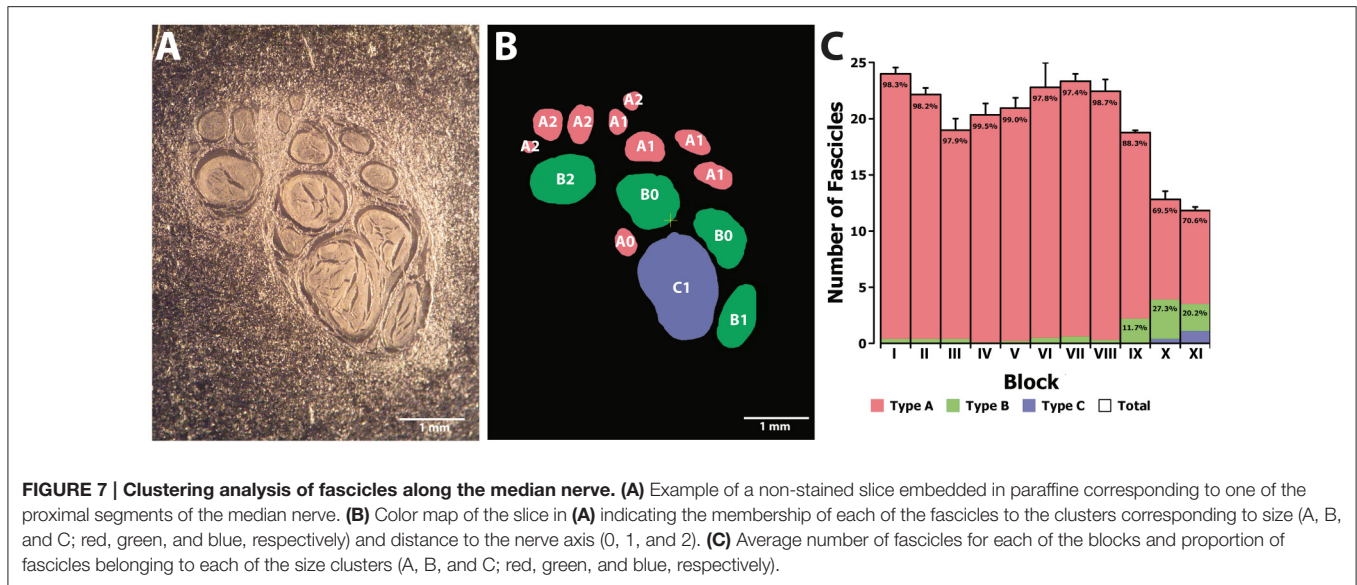 A
1 mm
B
A2
A2
A2
A1
A2
A1
A1
A1
B2
B0
B0
A0
C1
B1
1 mm
C
Number of Fascicles
25
20
15
10
5
0
98.3%
98.2%
97.9%
99.5%
99.0%
97.8%
97.4%
98.7%
88.3%
11.7%
69.5%
27.3%
70.6%
20.2%
I II III IV V VI VII VIII IX X XI
Block
Type A Type B Type C Total
FIGURE 7 | Clustering analysis of fascicles along the median nerve. (A) Example of a non-stained slice embedded in paraffine corresponding to one of the
proximal segments of the median nerve. (B) Color map of the slice in (A) indicating the membership of each of the fascicles to the clusters corresponding to size (A, B,
and C; red, green, and blue, respectively) and distance to the nerve axis (0, 1, and 2). (C) Average number of fascicles for each of the blocks and proportion of
fascicles belonging to each of the size clusters (A, B, and C; red, green, and blue, respectively).